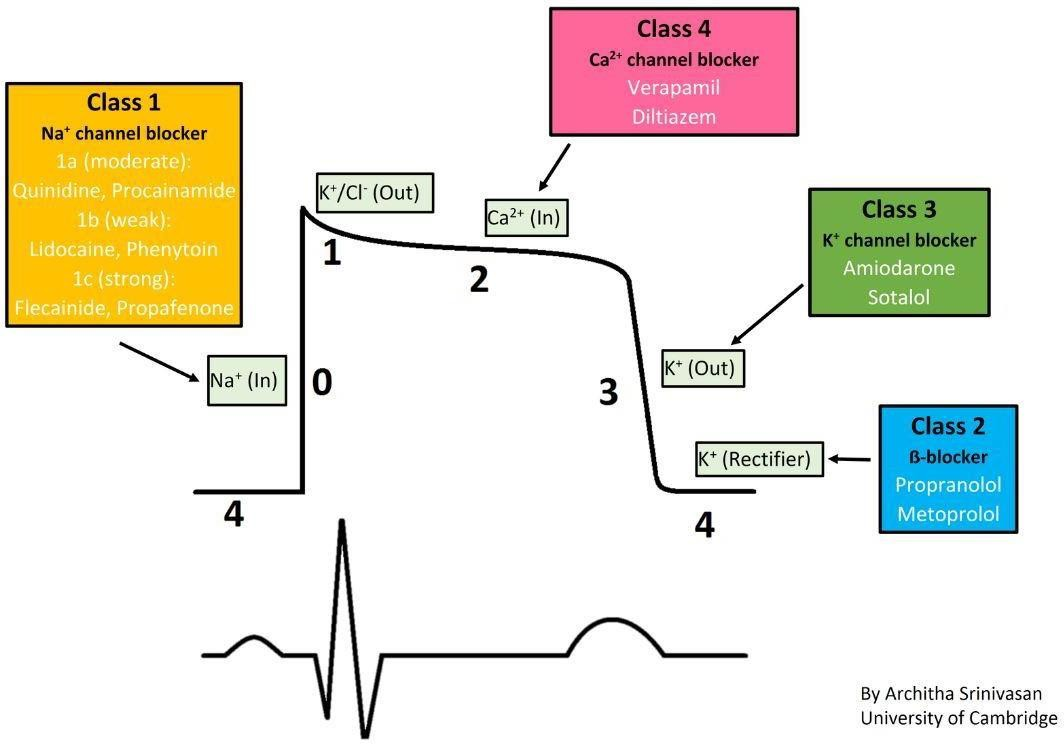 Class 4
Ca²⁺ channel blocker
Verapamil
Diltiazem
Class 1
Na⁺ channel blocker
1a (moderate):
Quinidine, Procainamide
1b (weak):
Lidocaine, Phenytoin
1c (strong):
Flecainide, Propafenone
K⁺/Cl⁻ (Out)
Ca²⁺ (In)
Class 3
K⁺ channel blocker
Amiodarone
Sotalol
1
2
Na⁺ (In)
0
3
K⁺ (Out)
K⁺ (Rectifier)
Class 2
ß-blocker
Propranolol
Metoprolol
4
4
By Architha Srinivasan
University of Cambridge